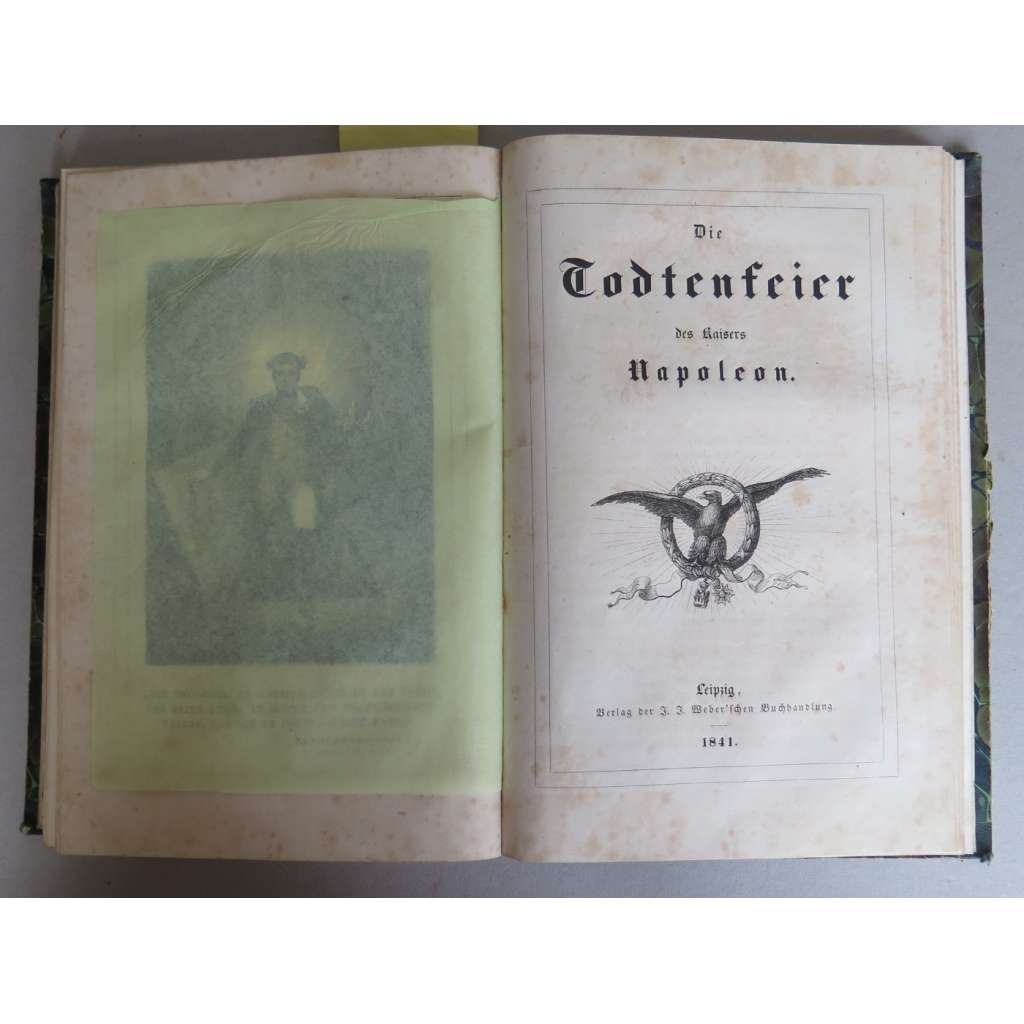 Die
Todtenfeier
des Kaisers
Napoleon.
Leipzig,
Verlag der J. J. Weber'schen Buchhandlung
1841.